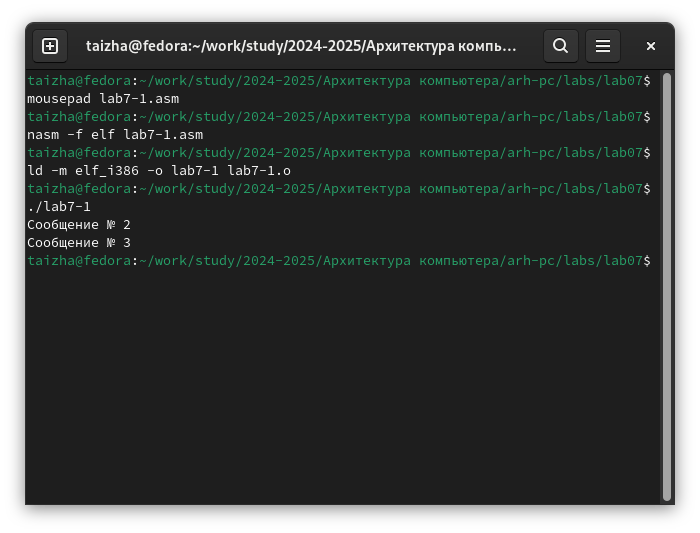 taizha@fedora:~/work/study/2024-2025/Архитектура компь...
taizha@fedora:~/work/study/2024-2025/Архитектура компьютера/arh-pc/labs/lab07$
mousepad lab7-1.asm
taizha@fedora:~/work/study/2024-2025/Архитектура компьютера/arh-pc/labs/lab07$
nasm -f elf lab7-1.asm
taizha@fedora:~/work/study/2024-2025/Архитектура компьютера/arh-pc/labs/lab07$
ld -m elf_i386 -o lab7-1 lab7-1.o
taizha@fedora:~/work/study/2024-2025/Архитектура компьютера/arh-pc/labs/lab07$
./lab7-1
Сообщение № 2
Сообщение № 3
taizha@fedora:~/work/study/2024-2025/Архитектура компьютера/arh-pc/labs/lab07$